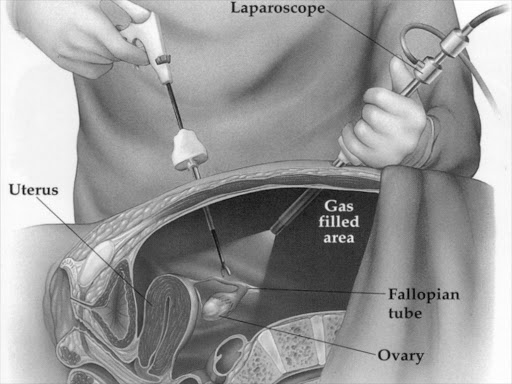 Laparoscope
Uterus
Gas
filled
area
Fallopian
tube
Ovary